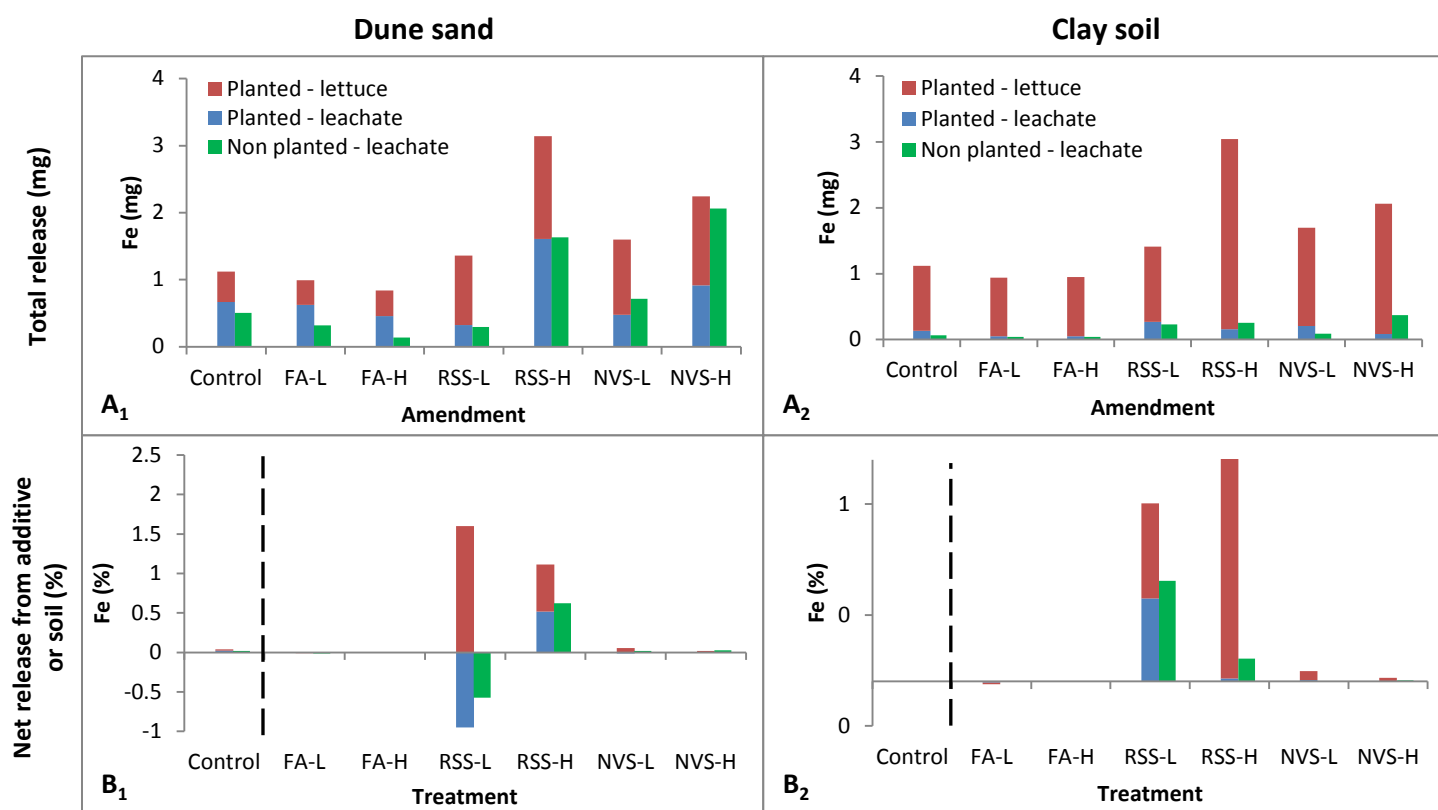 Dune sand
Clay soil
Total release (mg)
Fe (mg)
4
3
2
1
0
Planted - lettuce
Planted - leachate
Non planted - leachate
Control FA-L FA-H RSS-L RSS-H NVS-L NVS-H
A1
Amendment
Fe (mg)
4
3
2
1
0
Planted - lettuce
Planted - leachate
Non planted - leachate
Control FA-L FA-H RSS-L RSS-H NVS-L NVS-H
A2
Amendment
Net release from additive
or soil (%)
Fe (%)
2.5
2
1.5
1
0.5
0
-0.5
-1
Control FA-L FA-H RSS-L RSS-H NVS-L NVS-H
B1
Treatment
Fe (%)
1
0
0
Control FA-L FA-H RSS-L RSS-H NVS-L NVS-H
B2
Treatment